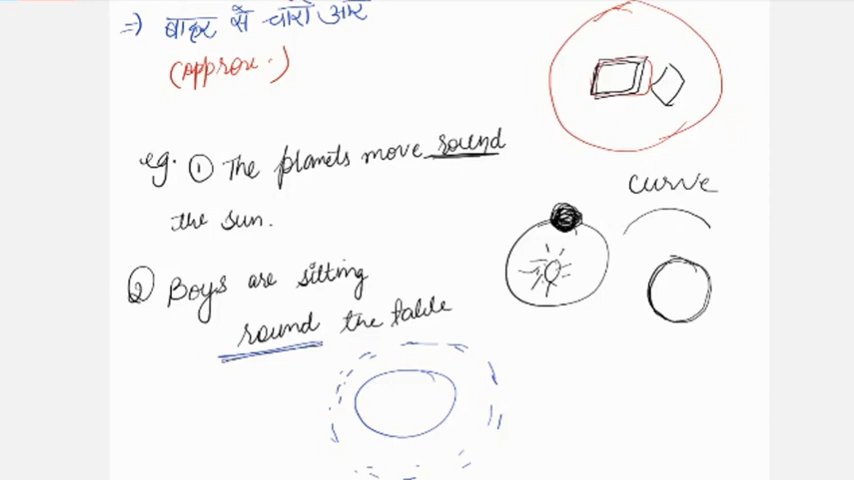 =) बाहर से चारों ओर
(approx.)
eg. ① The planets move round
the sun.
curve
② Boys are sitting
round the table